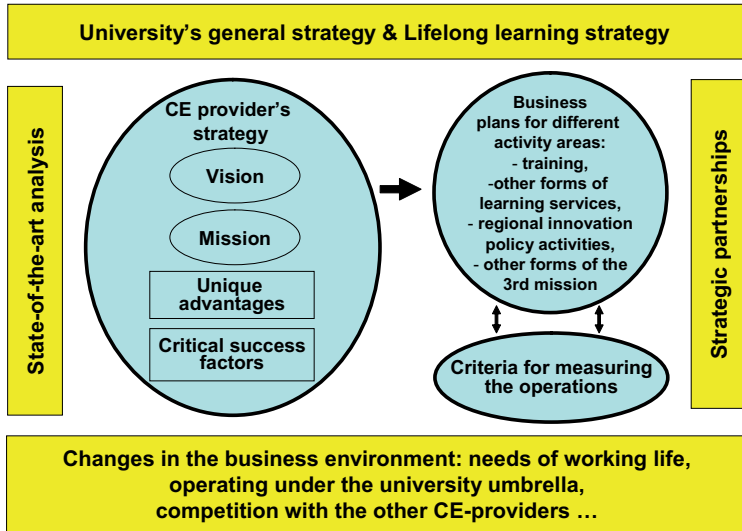 University's general strategy & Lifelong learning strategy
State-of-the-art analysis
CE provider's
strategy
Vision
Mission
Unique
advantages
Critical success
factors
Business
plans for different
activity areas:
- training,
-other forms of
learning services,
- regional innovation
policy activities,
- other forms of the
3rd mission
Criteria for measuring
the operations
Strategic partnerships
Changes in the business environment: needs of working life,
operating under the university umbrella,
competition with the other CE-providers ...